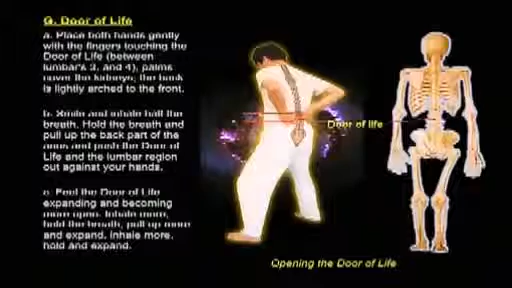 G. Door of Life
a. Place both hands gently
with the fingers touching the
Door of Life (between
lumbar's 3, and 4), palms
cover the kidneys; the back
is lightly arched to the front.
b. Smile and inhale half the
breath. Hold the breath and
pull up the back part of the
anus and push the Door of
Life and the lumbar region
out against your hands.
c. Feel the Door of Life
expanding and becoming
more open. Inhale more,
hold the breath, pull up more
and expand. Inhale more,
hold and expand.
Door of life
Opening the Door of Life